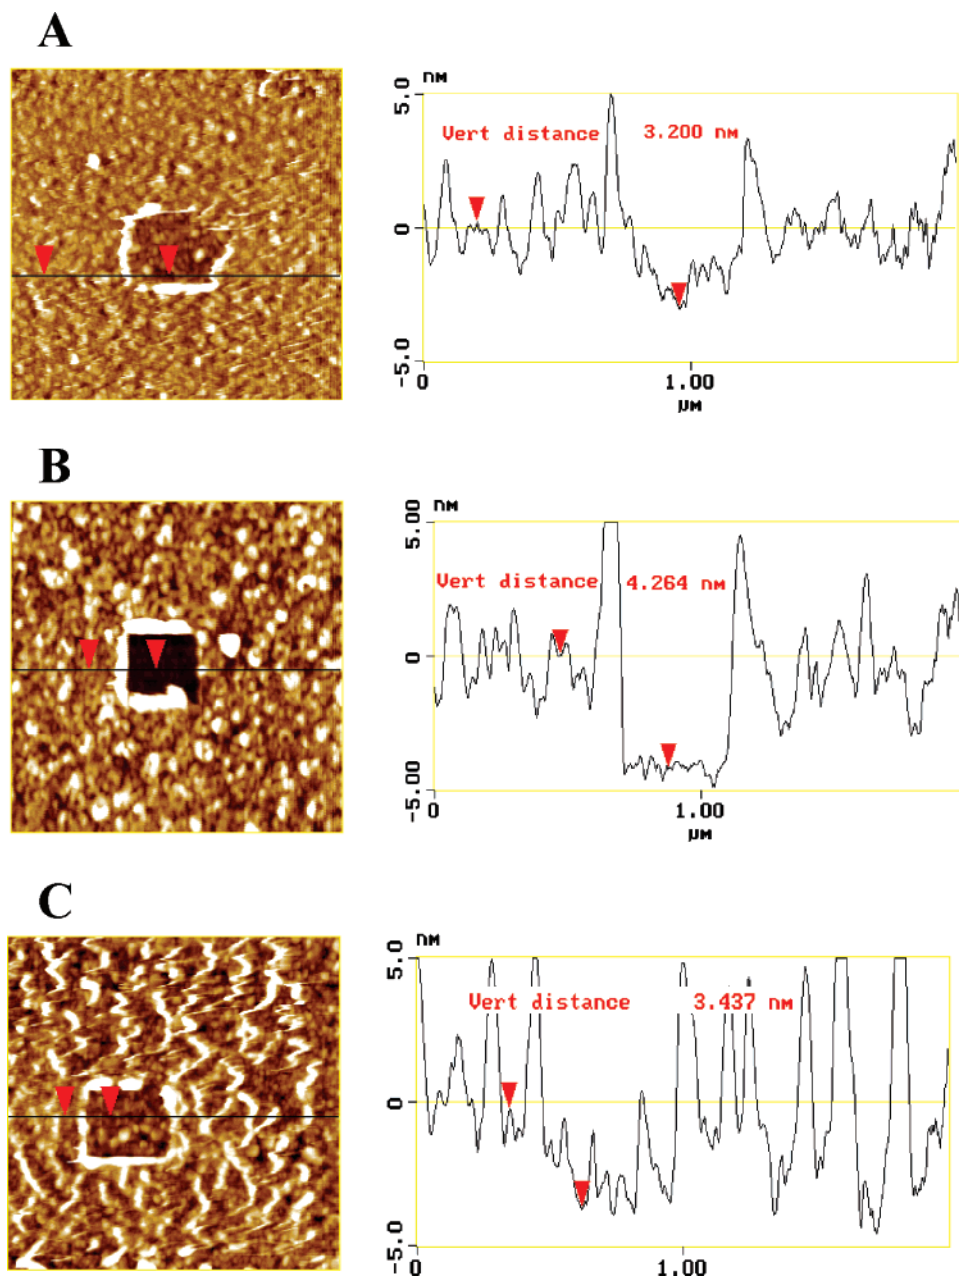 A
nm
5.0
Vert distance 3.200 nm
0
-5.0
0 1.00
µm
B
nm
5.00
Vert distance 4.264 nm
0
-5.00
0 1.00
µm
C
nm
5.0
Vert distance 3.437 nm
0
-5.0
0 1.00